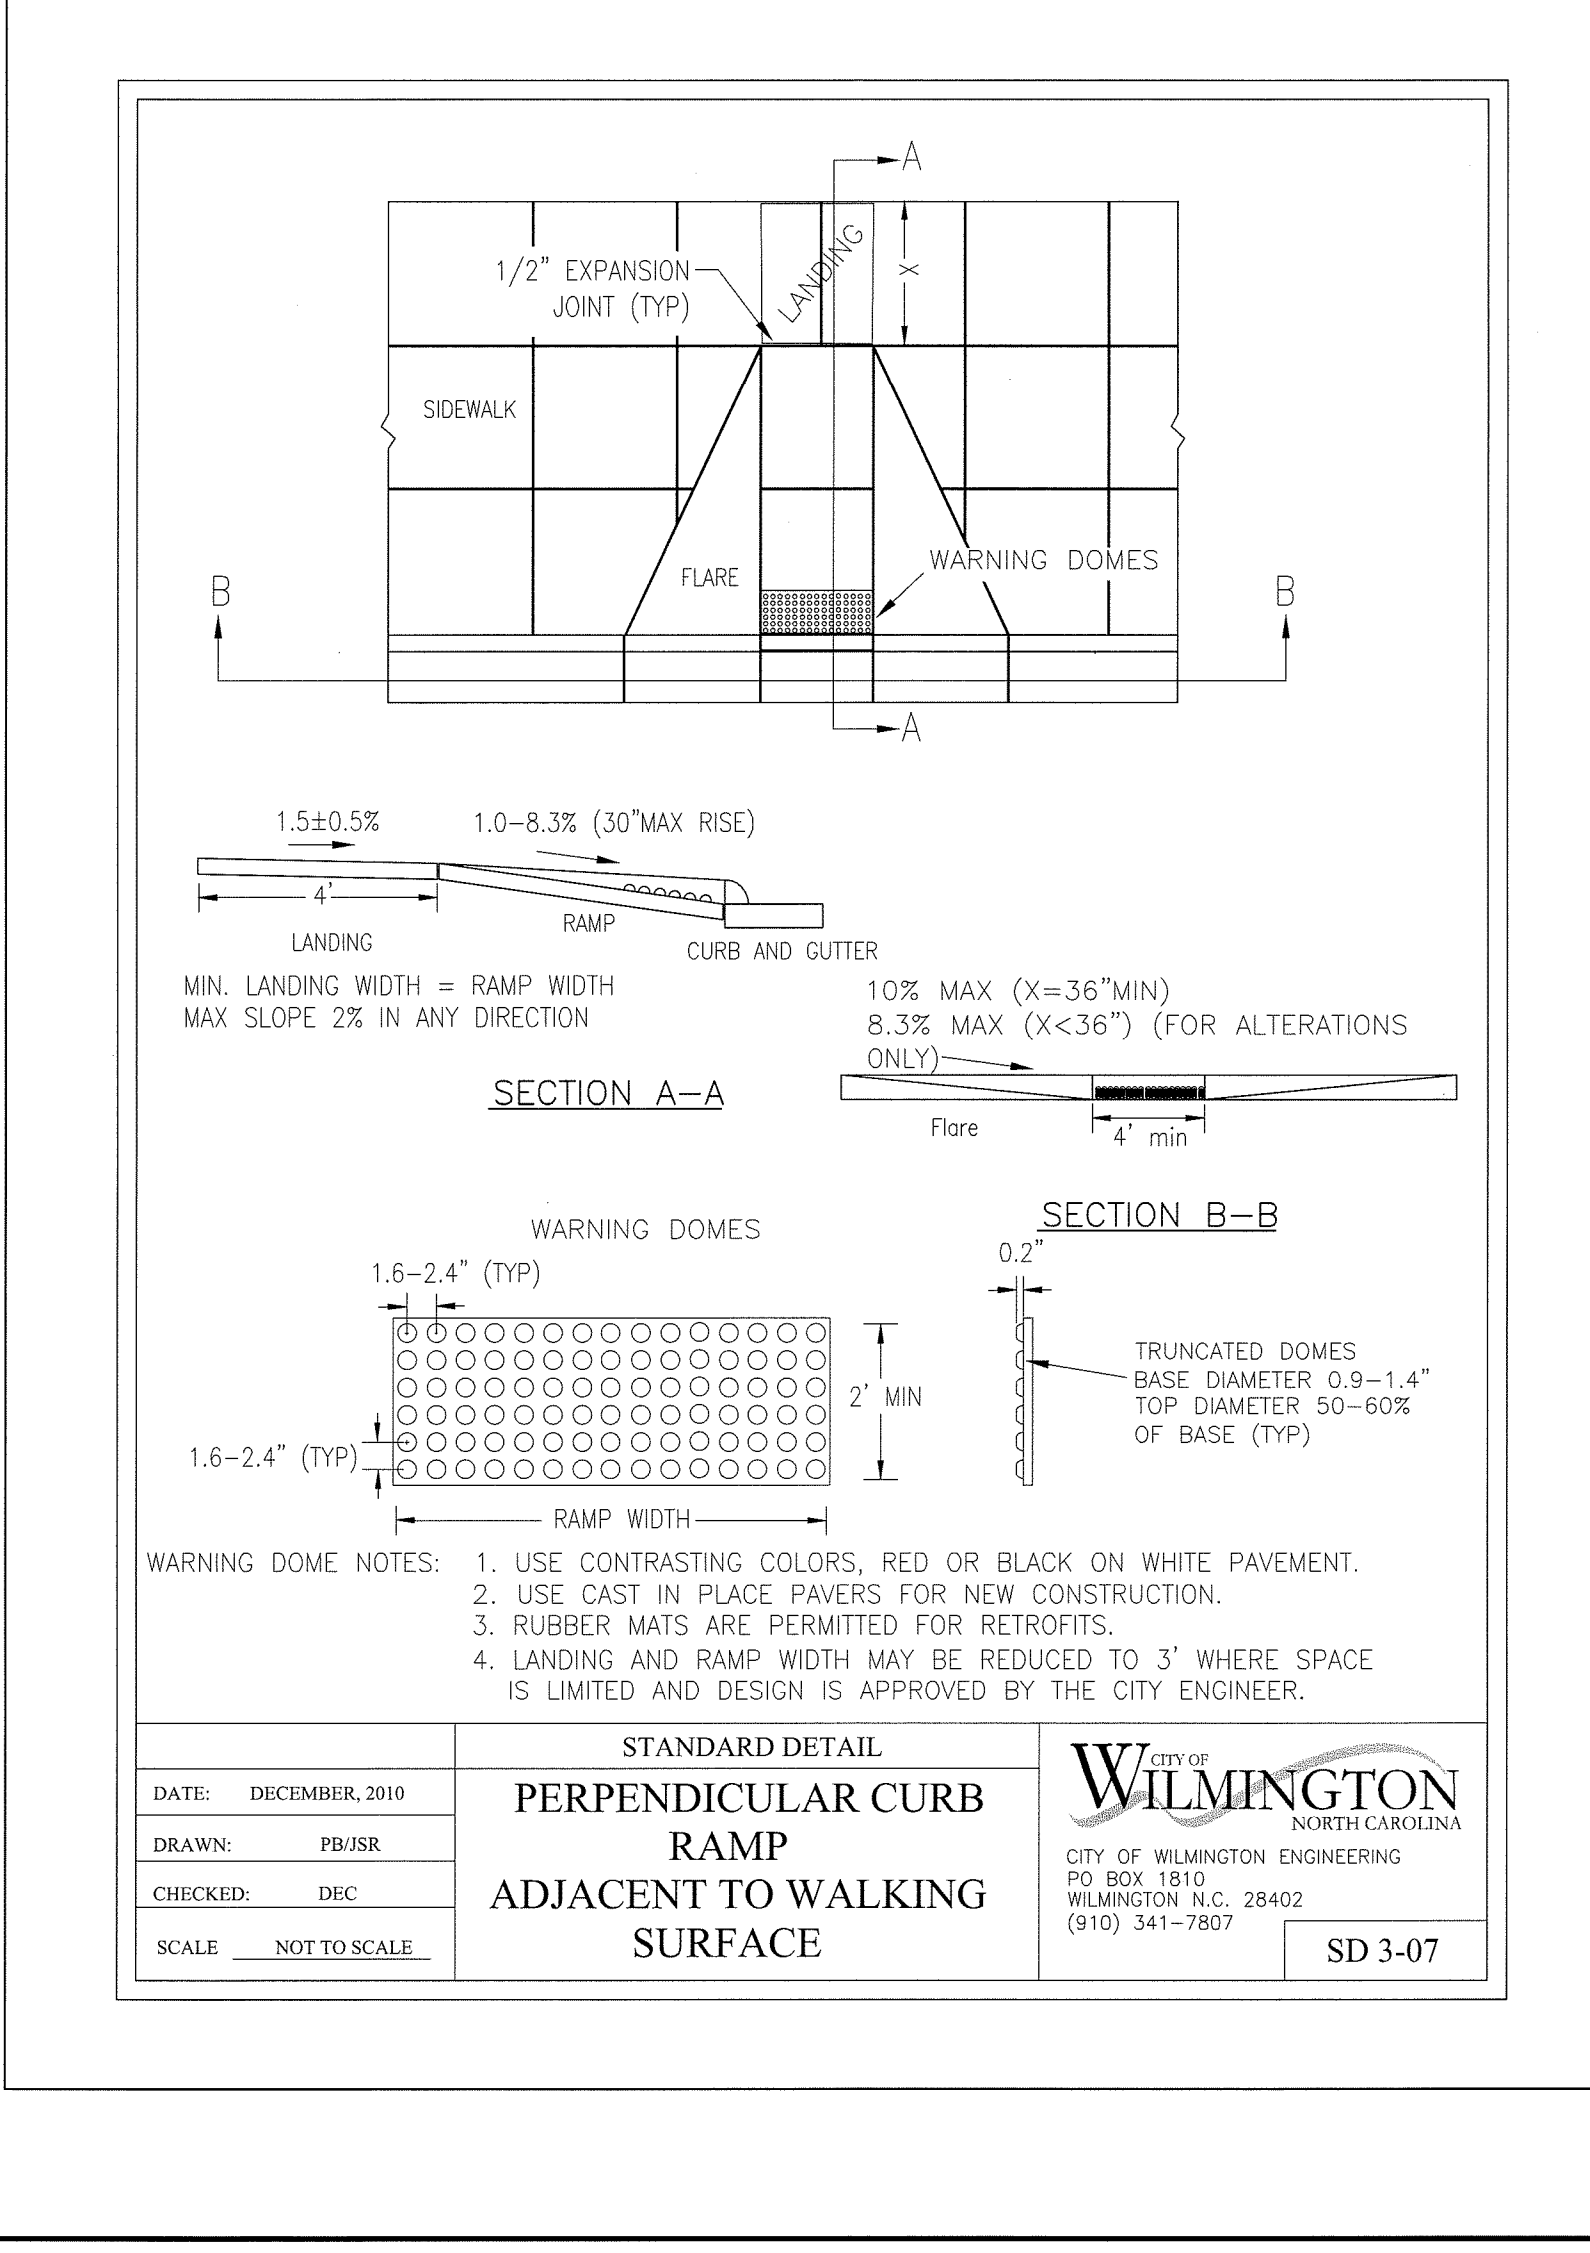 A
1/2" EXPANSION
JOINT (TYP)
LANDING
X
SIDEWALK
FLARE
WARNING DOMES
B
B
A
1.5±0.5%
1.0-8.3% (30"MAX RISE)
4'
LANDING
RAMP
CURB AND GUTTER
MIN. LANDING WIDTH = RAMP WIDTH
MAX SLOPE 2% IN ANY DIRECTION
SECTION A-A
10% MAX (X=36"MIN)
8.3% MAX (X<36") (FOR ALTERATIONS
ONLY)
Flare
4' min
SECTION B-B
WARNING DOMES
1.6-2.4" (TYP)
2' MIN
1.6-2.4" (TYP)
RAMP WIDTH
0.2"
TRUNCATED DOMES
BASE DIAMETER 0.9-1.4"
TOP DIAMETER 50-60%
OF BASE (TYP)
WARNING DOME NOTES: 1. USE CONTRASTING COLORS, RED OR BLACK ON WHITE PAVEMENT.
2. USE CAST IN PLACE PAVERS FOR NEW CONSTRUCTION.
3. RUBBER MATS ARE PERMITTED FOR RETROFITS.
4. LANDING AND RAMP WIDTH MAY BE REDUCED TO 3' WHERE SPACE
IS LIMITED AND DESIGN IS APPROVED BY THE CITY ENGINEER.
DATE: DECEMBER, 2010
DRAWN: PB/JSR
CHECKED: DEC
SCALE NOT TO SCALE
STANDARD DETAIL
PERPENDICULAR CURB
RAMP
ADJACENT TO WALKING
SURFACE
CITY OF
WILMINGTON
NORTH CAROLINA
CITY OF WILMINGTON ENGINEERING
PO BOX 1810
WILMINGTON N.C. 28402
(910) 341-7807
SD 3-07